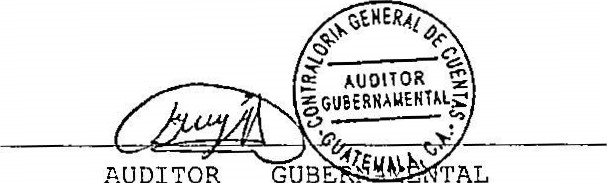 CONTRALORIA GENERAL DE CUENTAS
AUDITOR
GUBERNAMENTAL
GUATEMALA, C.A.
AUDITOR GUBERNAMENTAL